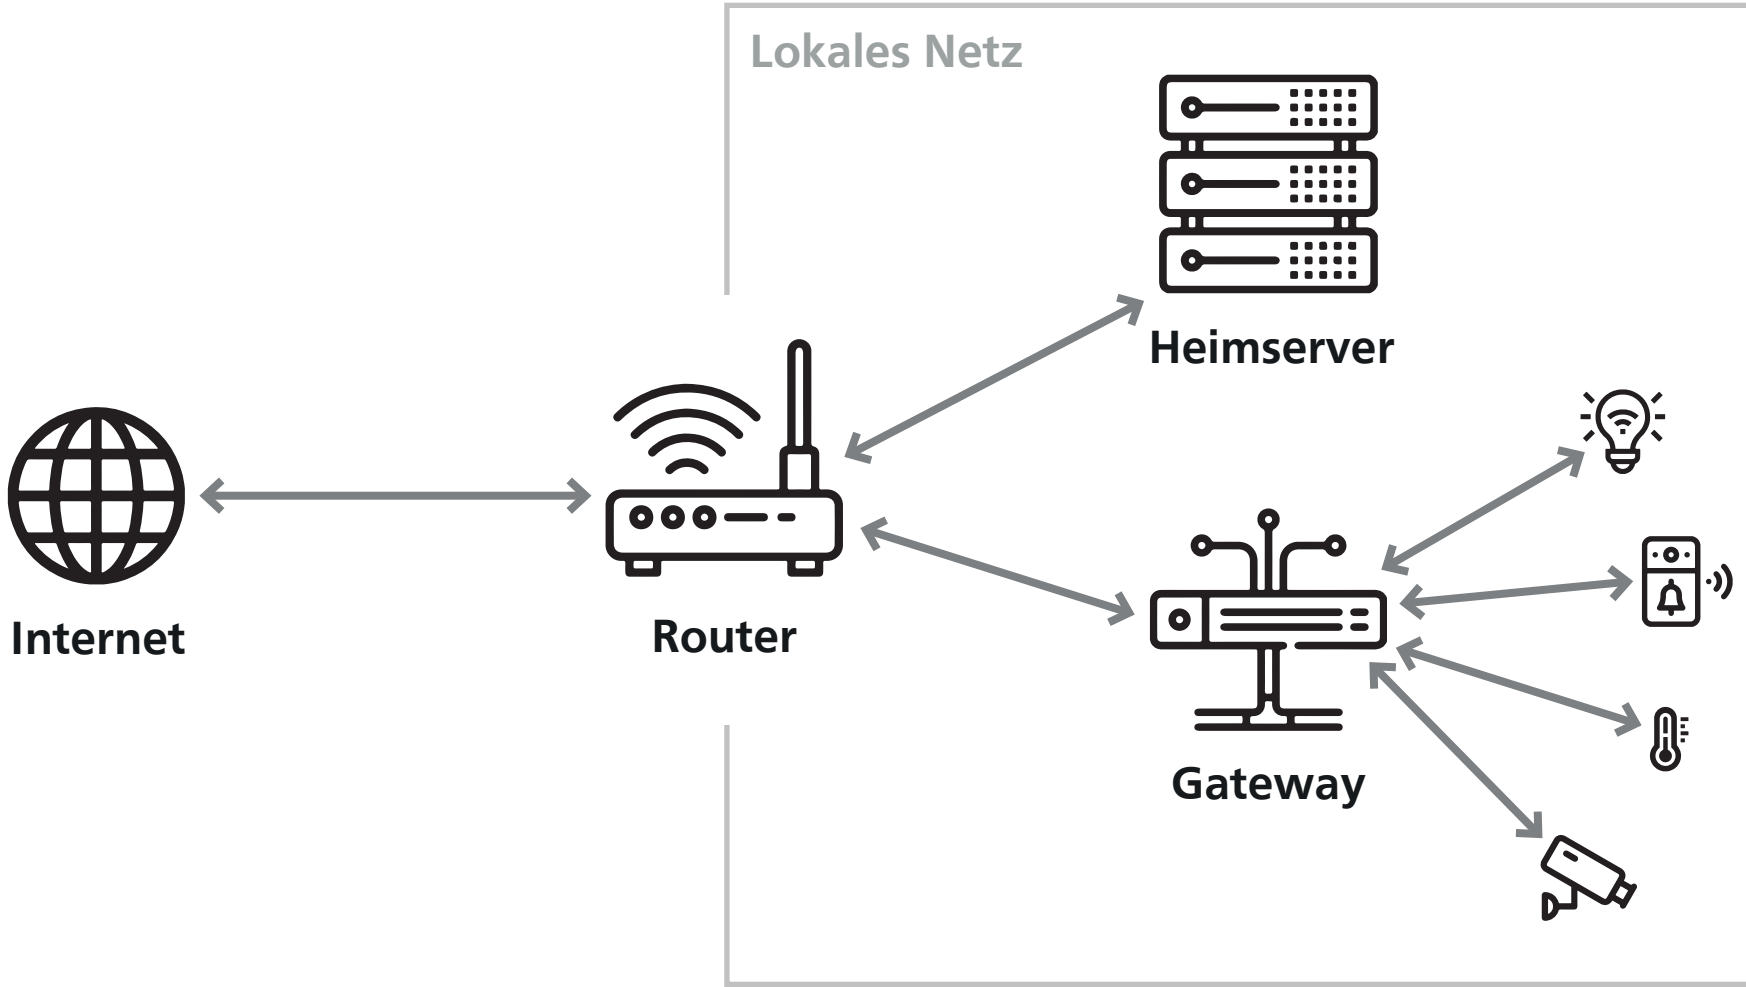 Lokales Netz
Heimserver
Internet
Router
Gateway